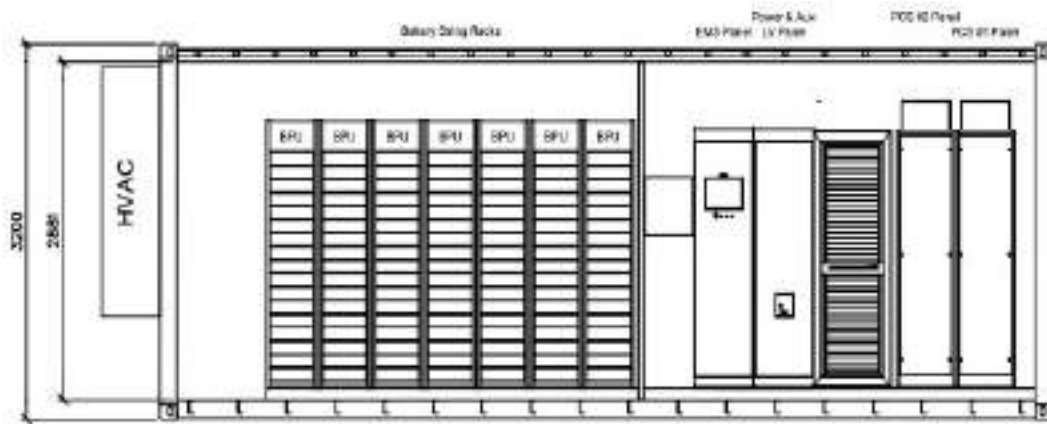 Power & Aux
PCS #2 Panel
Battery String Racks
EMS Panel
LV Panel
PCS #1 Panel
BPU BPU BPU BPU BPU BPU BPU
HVAC
3200